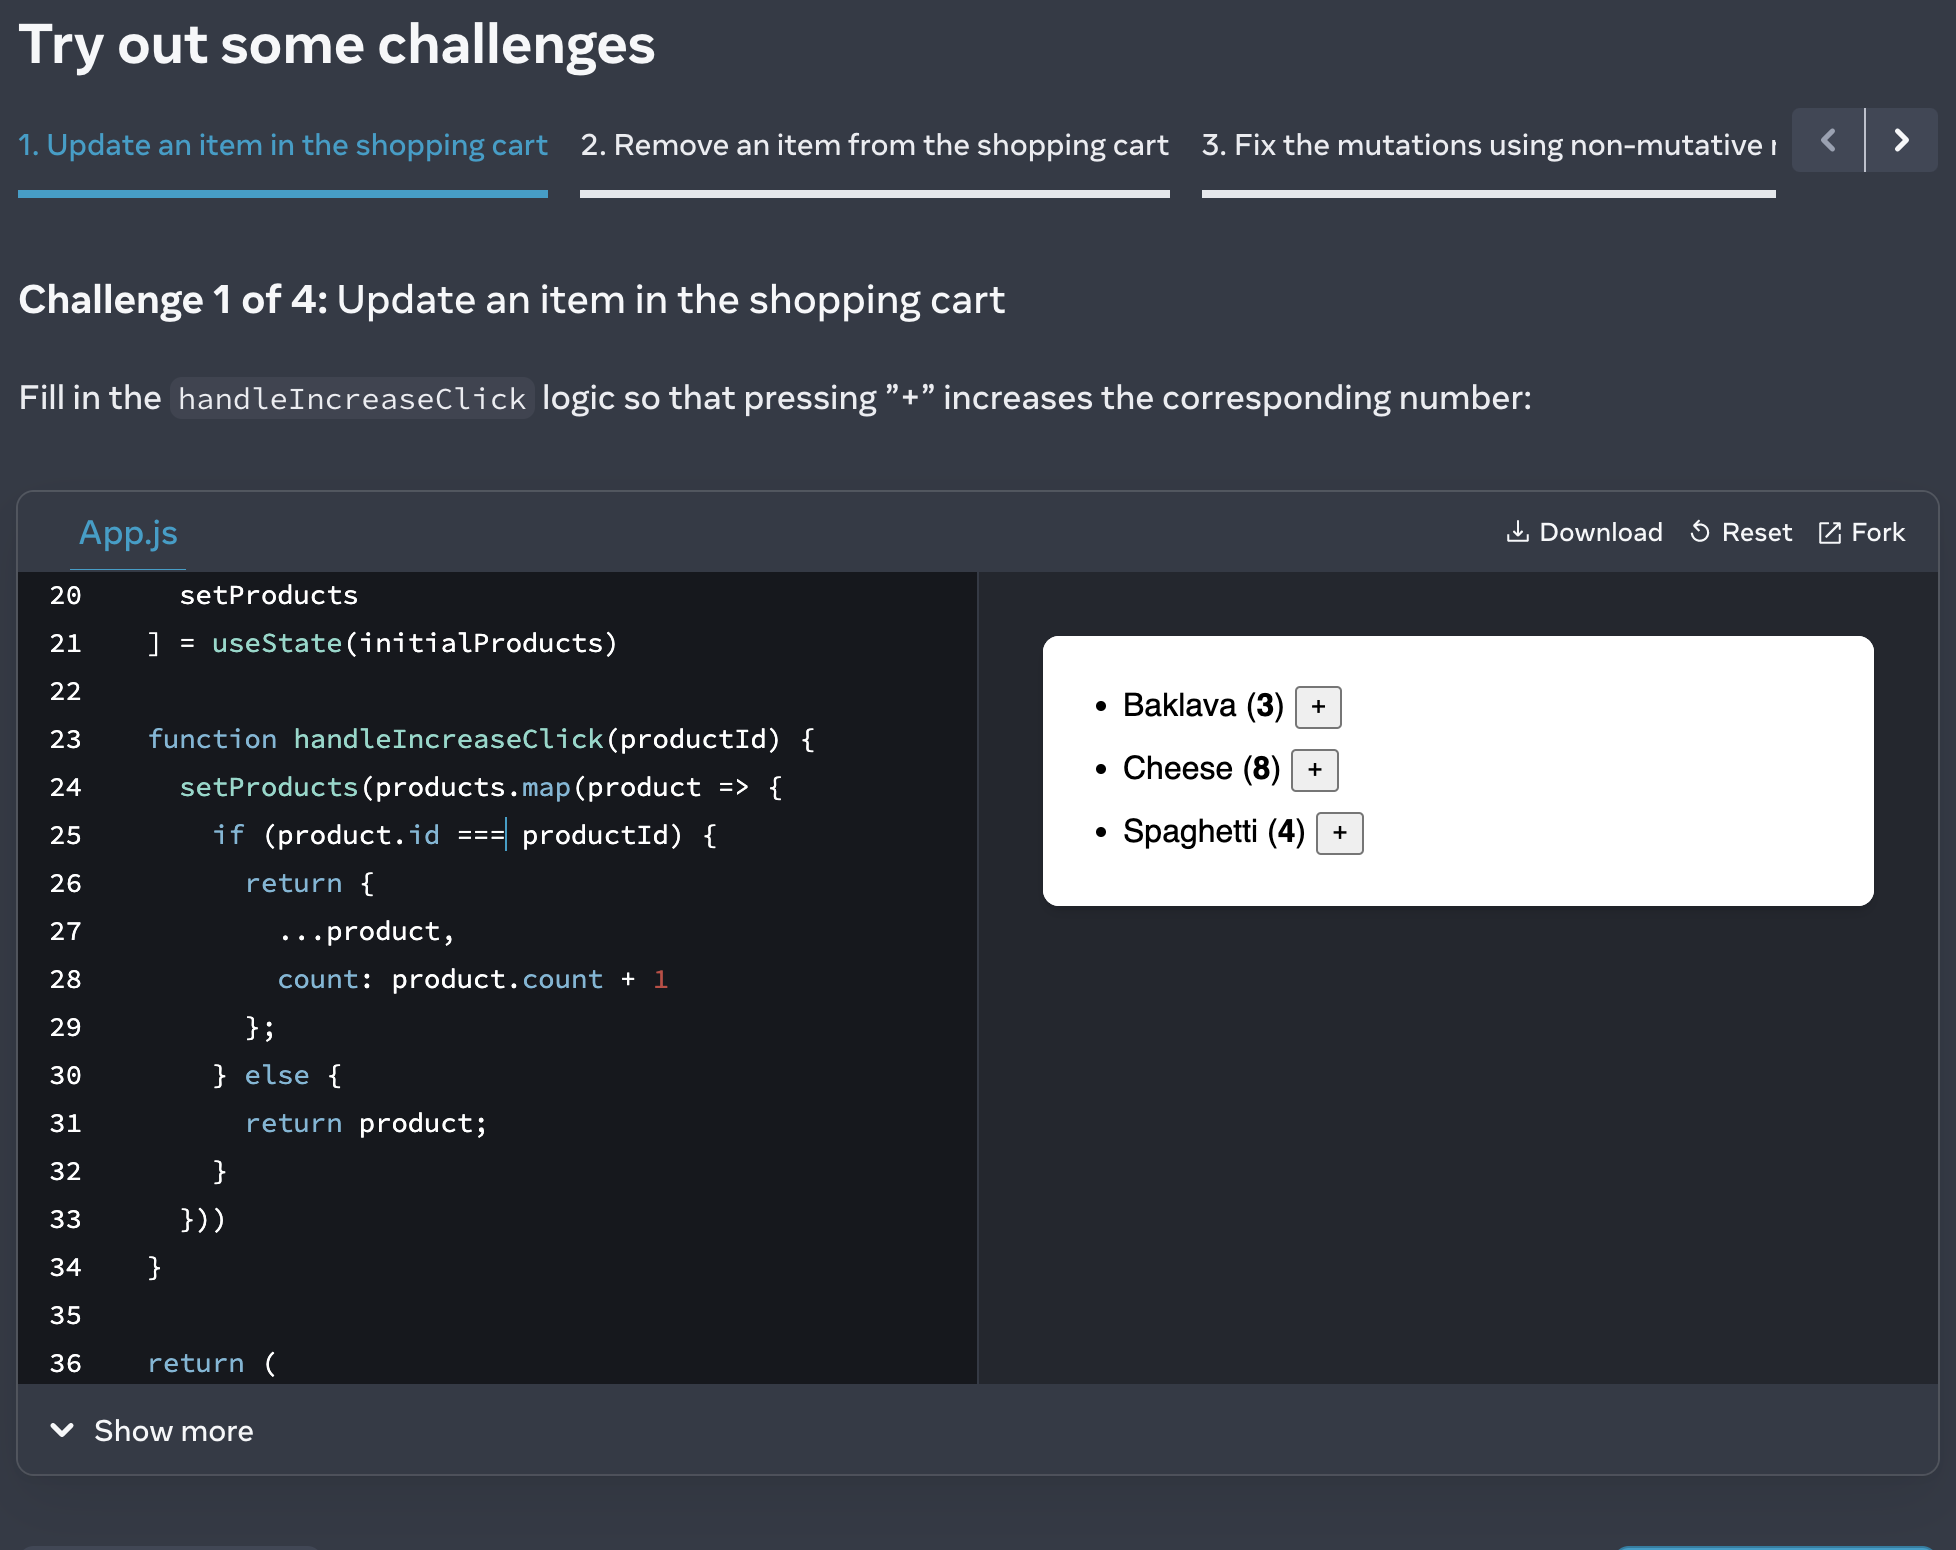 Try out some challenges
1. Update an item in the shopping cart
2. Remove an item from the shopping cart
3. Fix the mutations using non-mutative
Challenge 1 of 4: Update an item in the shopping cart
Fill in the handleIncreaseClick logic so that pressing ”+” increases the corresponding number:
App.js
Download
Reset
Fork
20 setProducts
21 ] = useState(initialProducts)
22
23 function handleIncreaseClick(productId) {
24 setProducts(products.map(product => {
25 if (product.id === productId) {
26 return {
27 ...product,
28 count: product.count + 1
29 };
30 } else {
31 return product;
32 }
33 }))
34 }
35
36 return (
• Baklava (3) +
• Cheese (8) +
• Spaghetti (4) +
Show more